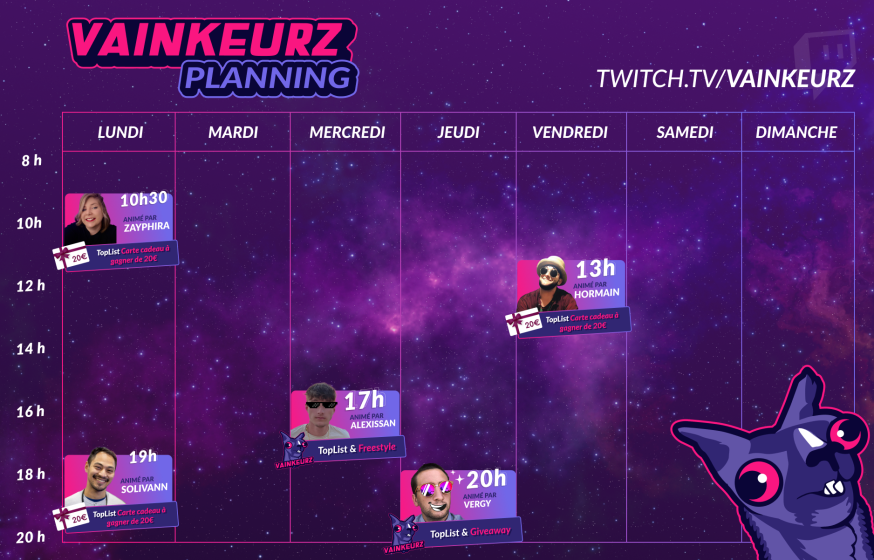 VAINKEURZ
PLANNING
TWITCH.TV/VAINKEURZ
LUNDI
MARDI
MERCREDI
JEUDI
VENDREDI
SAMEDI
DIMANCHE
8 h
10h
12 h
14 h
16 h
18 h
20 h
10h30
ANIMÉ PAR
ZAYPHIRA
20€
TopList Carte cadeau à
gagner de 20€
19h
ANIMÉ PAR
SOLIVANN
20€
TopList Carte cadeau à
gagner de 20€
17h
ANIMÉ PAR
ALEXISSAN
VAINKEURZ
TopList & Freestyle
20h
ANIMÉ PAR
VERGY
VAINKEURZ
TopList & Giveaway
13h
ANIMÉ PAR
HORMAIN
20€
TopList Carte cadeau à
gagner de 20€